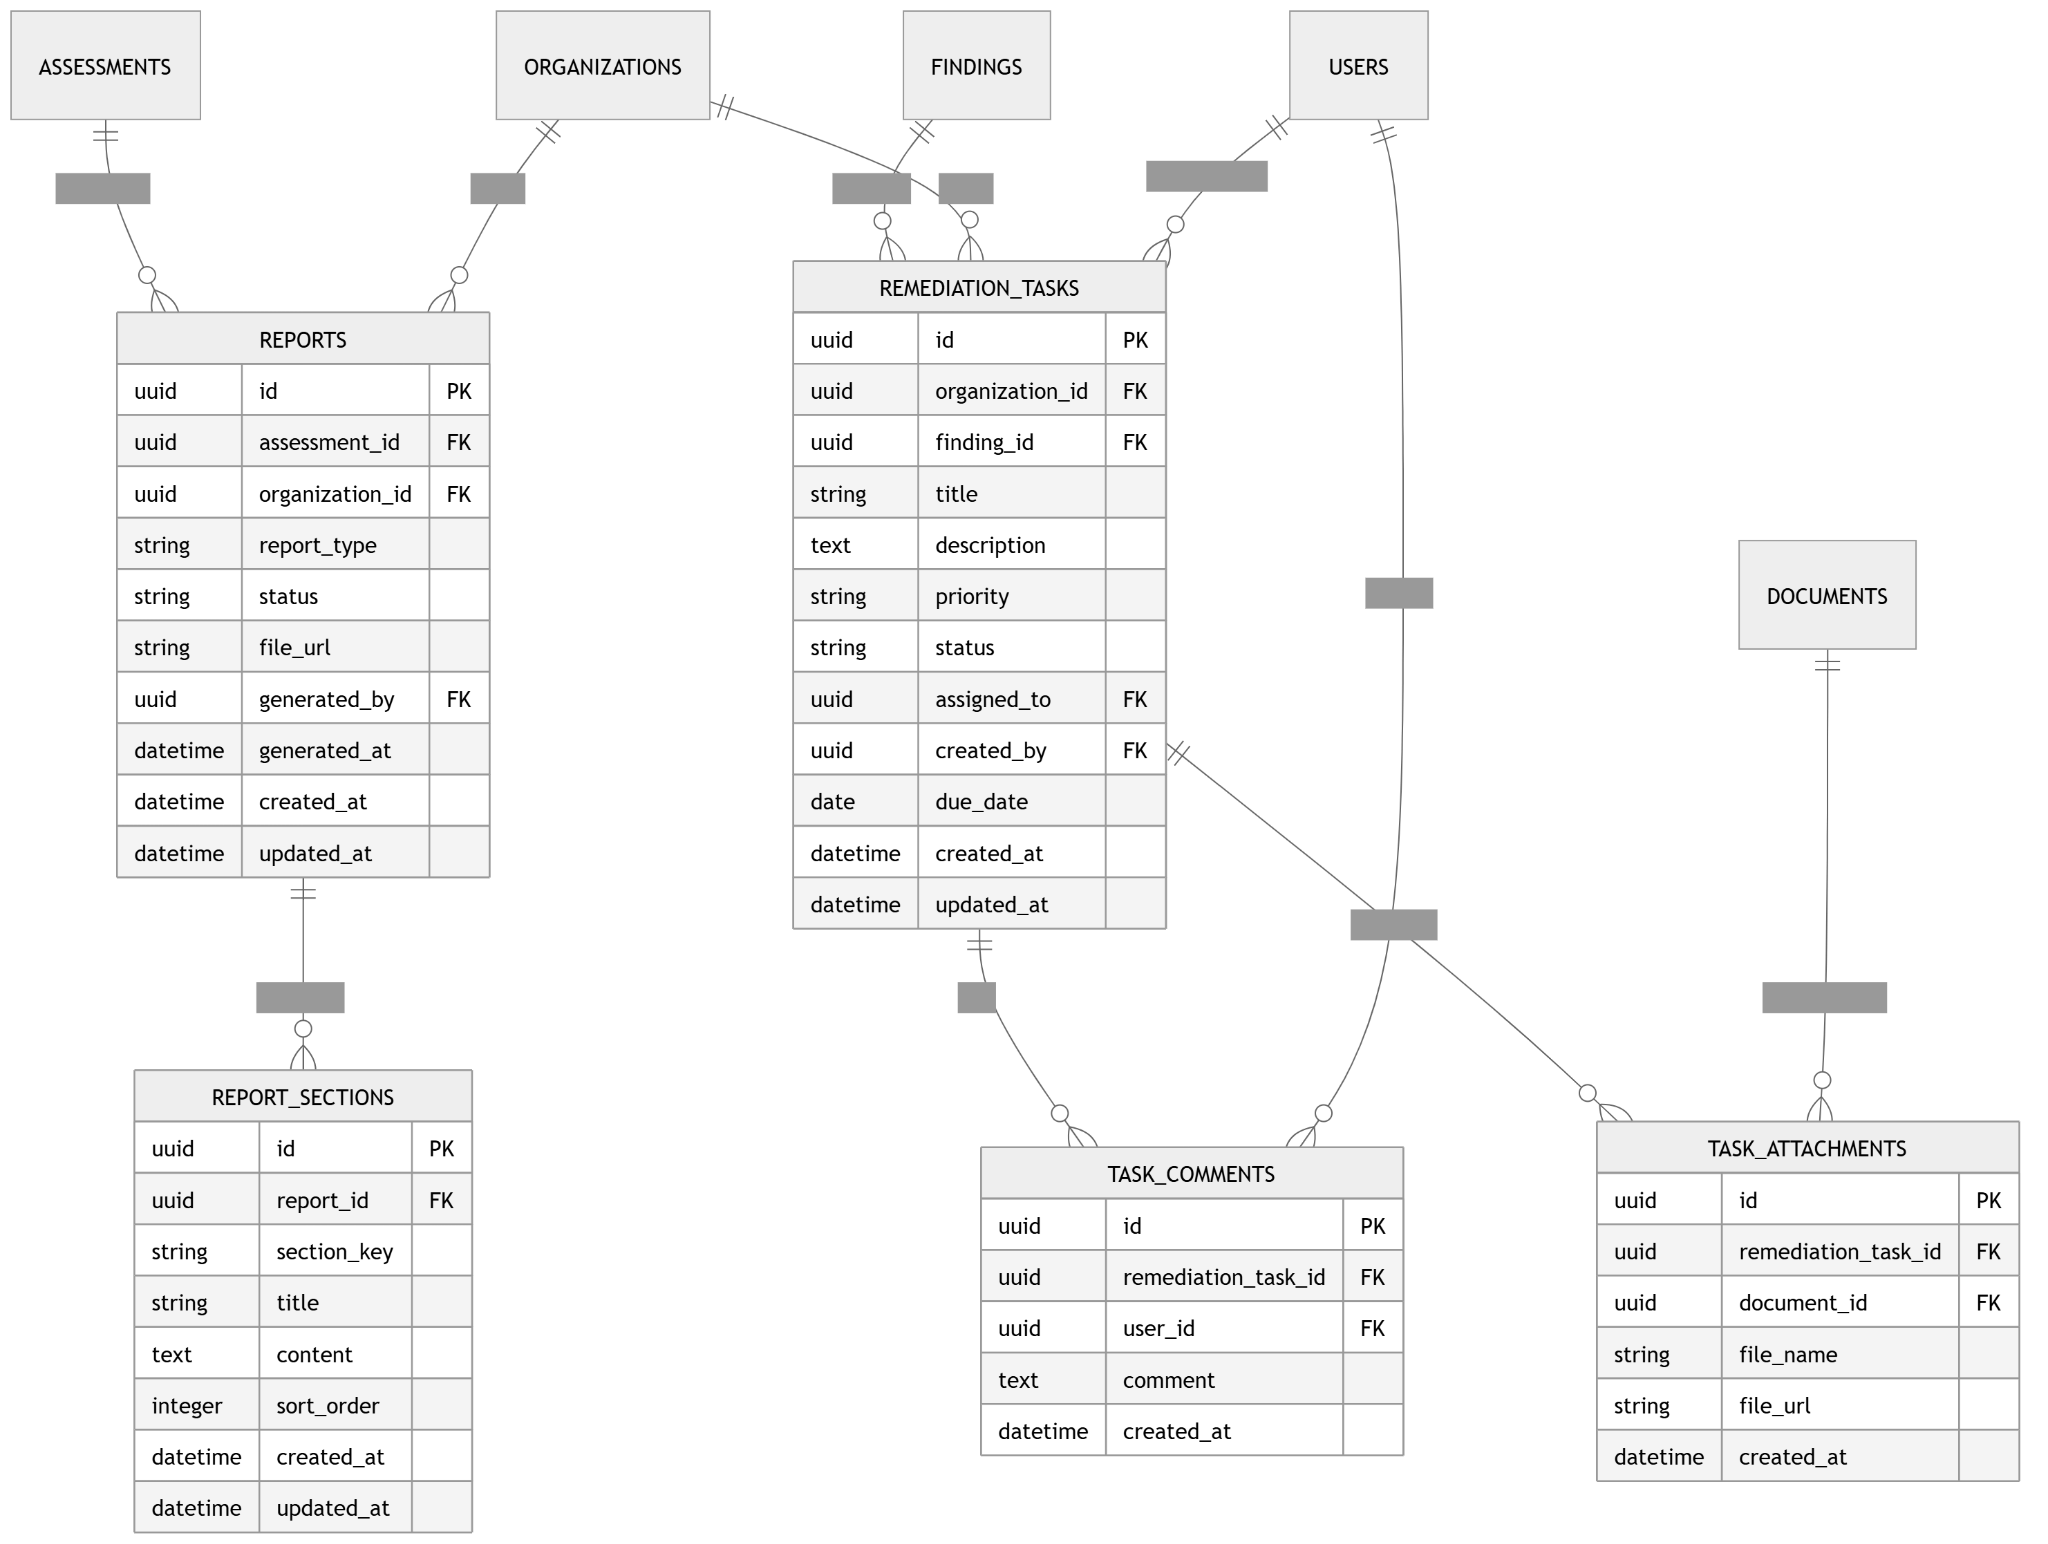 ASSESSMENTS
ORGANIZATIONS
FINDINGS
USERS
REPORTS
uuid id PK
uuid assessment_id FK
uuid organization_id FK
string report_type
string status
string file_url
uuid generated_by FK
datetime generated_at
datetime created_at
datetime updated_at
REMEDIATION_TASKS
uuid id PK
uuid organization_id FK
uuid finding_id FK
string title
text description
string priority
string status
uuid assigned_to FK
uuid created_by FK
date due_date
datetime created_at
datetime updated_at
DOCUMENTS
REPORT_SECTIONS
uuid id PK
uuid report_id FK
string section_key
string title
text content
integer sort_order
datetime created_at
datetime updated_at
TASK_COMMENTS
uuid id PK
uuid remediation_task_id FK
uuid user_id FK
text comment
datetime created_at
TASK_ATTACHMENTS
uuid id PK
uuid remediation_task_id FK
uuid document_id FK
string file_name
string file_url
datetime created_at